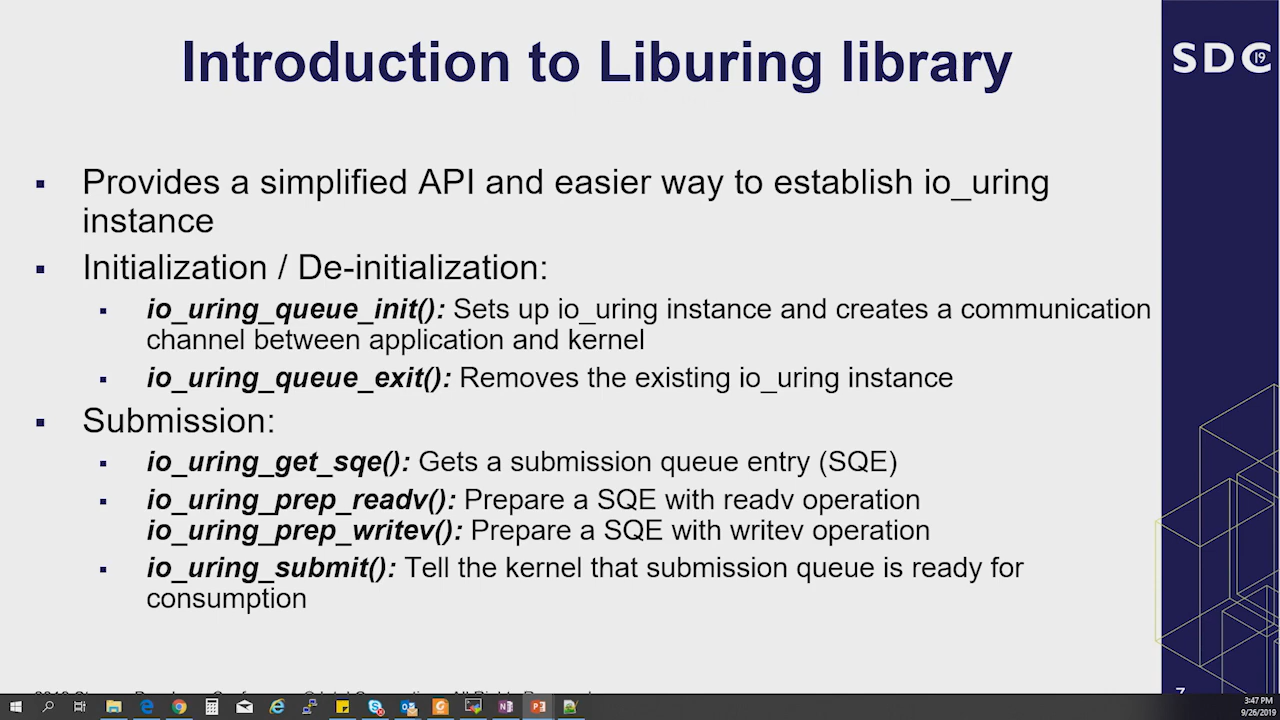 Introduction to Liburing library
SDC 19
▪ Provides a simplified API and easier way to establish io_uring
instance
▪ Initialization / De-initialization:
▪ io_uring_queue_init(): Sets up io_uring instance and creates a communication
channel between application and kernel
▪ io_uring_queue_exit(): Removes the existing io_uring instance
▪ Submission:
▪ io_uring_get_sqe(): Gets a submission queue entry (SQE)
▪ io_uring_prep_readv(): Prepare a SQE with readv operation
io_uring_prep_writev(): Prepare a SQE with writev operation
▪ io_uring_submit(): Tell the kernel that submission queue is ready for
consumption
3:47 PM
9/26/2019